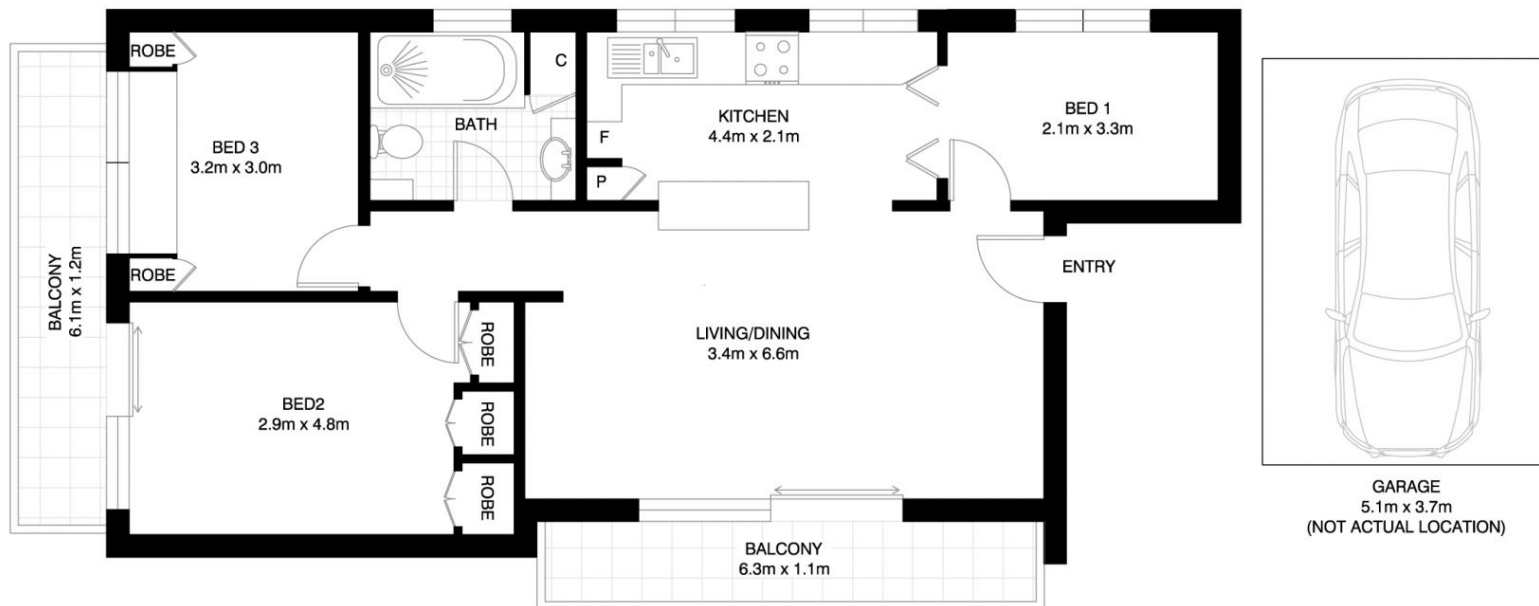 ROBE
BED 3
3.2m x 3.0m
ROBE
BALCONY
6.1m x 1.2m
BATH
C
KITCHEN
4.4m x 2.1m
F
P
BED 1
2.1m x 3.3m
ENTRY
LIVING/DINING
3.4m x 6.6m
BED2
2.9m x 4.8m
ROBE
ROBE
ROBE
BALCONY
6.3m x 1.1m
GARAGE
5.1m x 3.7m
(NOT ACTUAL LOCATION)